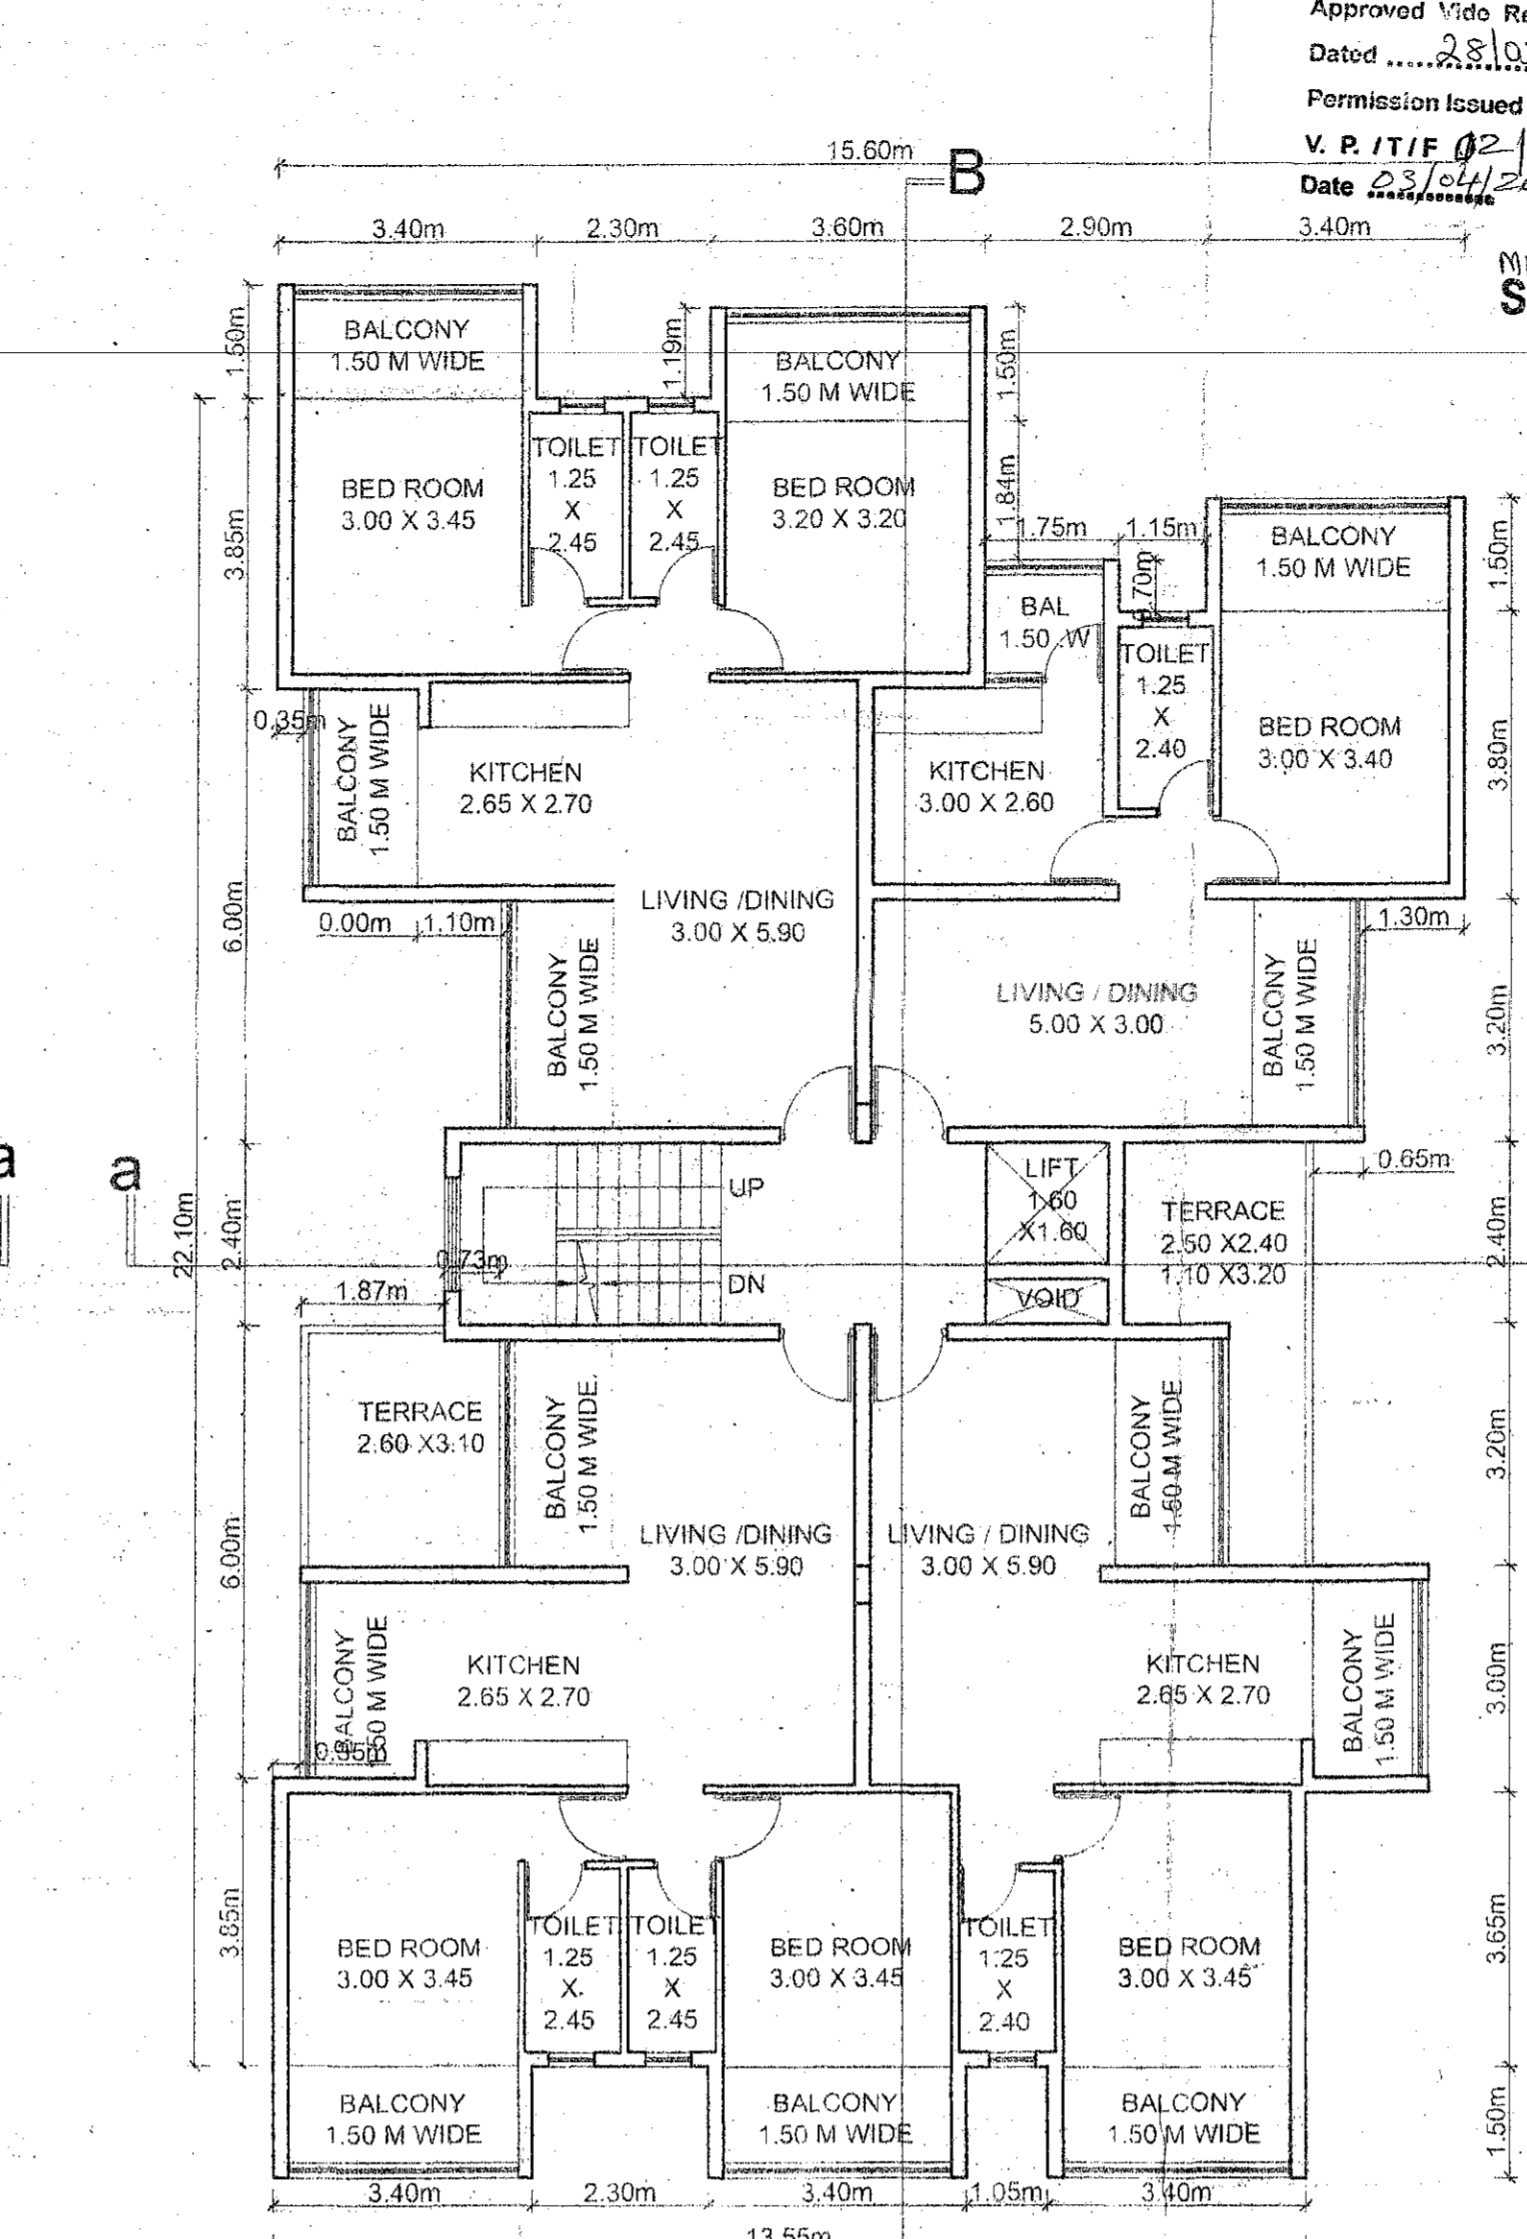 Approved Vide Re
Dated 28/0
Permission Issued
V. P. /T/F 02/
Date 03/04/20
15.60m
B
3.40m 2.30m 3.60m 2.90m 3.40m
S
1.50m
BALCONY
1.50 M WIDE
1.19m
BALCONY
1.50 M WIDE
1.50m
3.85m
BED ROOM
3.00 X 3.45
TOILET
1.25
X
2.45
TOILET
1.25
X
2.45
BED ROOM
3.20 X 3.20
1.84m
1.75m 1.15m
BALCONY
1.50 M WIDE
1.50m
BAL
1.50 .W
0.70m
TOILET
1.25
X
2.40
BED ROOM
3.00 X 3.40
3.80m
0.35m
BALCONY
1.50 M WIDE
KITCHEN
2.65 X 2.70
KITCHEN
3.00 X 2.60
6.00m
0.00m 1.10m
LIVING /DINING
3.00 X 5.90
1.30m
BALCONY
1.50 M WIDE
LIVING / DINING
5.00 X 3.00
BALCONY
1.50 M WIDE
3.20m
a
a
22.10m
2.40m
UP
DN
0.73m
1.87m
LIFT
1.60
X1.60
VOID
0.65m
TERRACE
2.50 X2.40
1.10 X3.20
2.40m
TERRACE
2.60 X3.10
BALCONY
1.50 M WIDE.
BALCONY
1.50 M WIDE
3.20m
6.00m
LIVING /DINING
3.00 X 5.90
LIVING / DINING
3.00 X 5.90
BALCONY
1.50 M WIDE
KITCHEN
2.65 X 2.70
KITCHEN
2.65 X 2.70
BALCONY
1.50 M WIDE
3.00m
0.35m
3.85m
BED ROOM
3.00 X 3.45
TOILET
1.25
X.
2.45
TOILET
1.25
X
2.45
BED ROOM
3.00 X 3.45
TOILET
1.25
X
2.40
BED ROOM
3.00 X 3.45
3.65m
BALCONY
1.50 M WIDE
BALCONY
1.50 M WIDE
BALCONY
1.50 M WIDE
1.50m
3.40m 2.30m 3.40m 1.05m 3.40m
13.55m